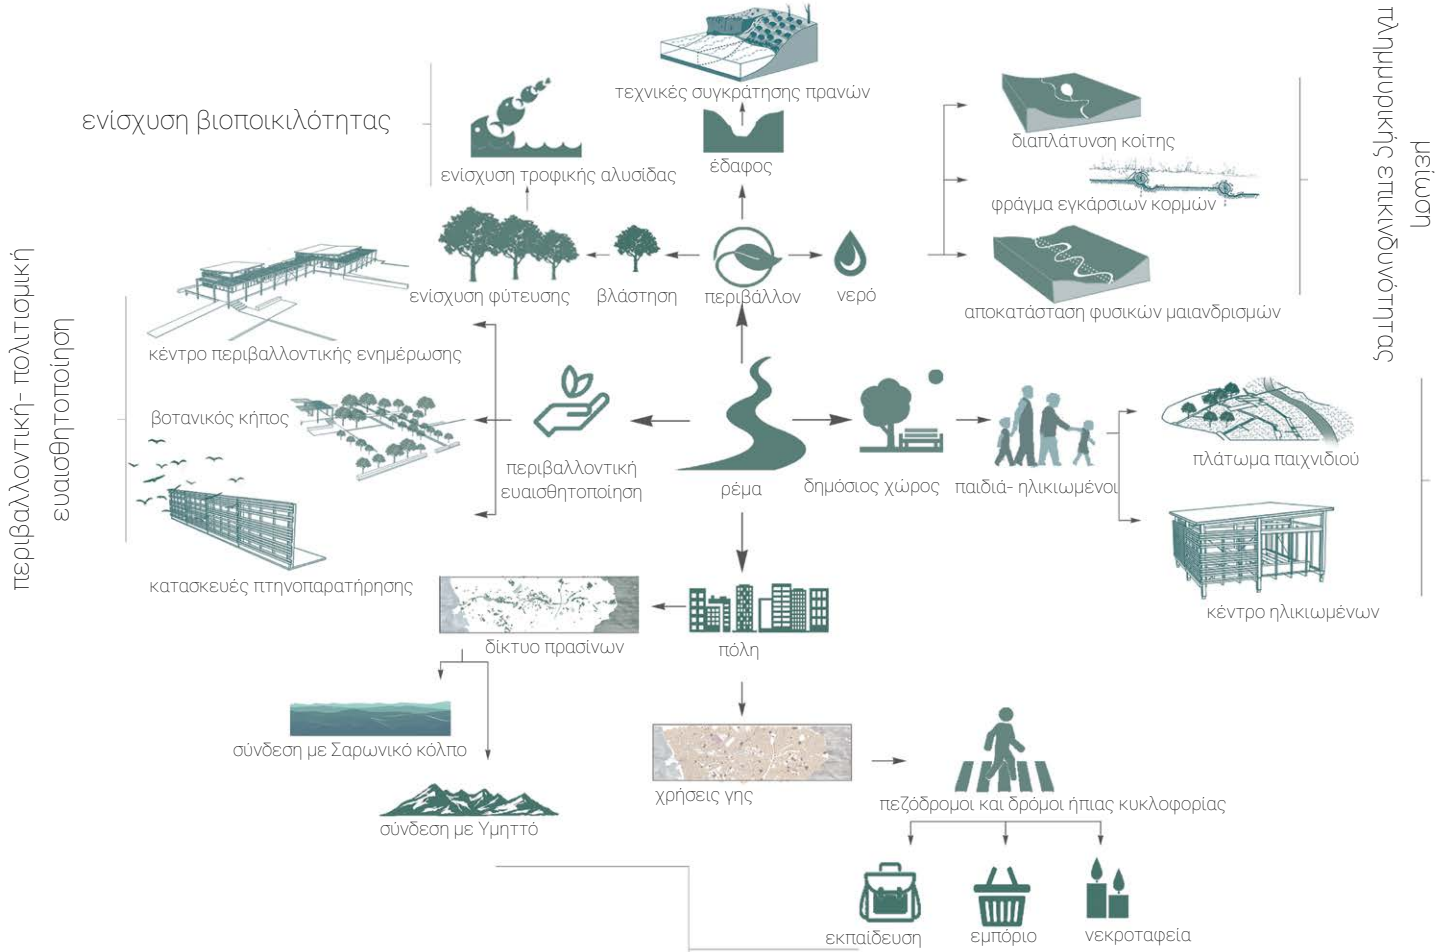 τεχνικές συγκράτησης πρανών
ενίσχυση βιοποικιλότητας
ενίσχυση τροφικής αλυσίδας
έδαφος
διαπλάτυνση κοίτης
φράγμα εγκάρσιων κορμών
μείωση
πλημμυρικής επικινδυνότητας
ενίσχυση φύτευσης
βλάστηση
περιβάλλον
νερό
αποκατάσταση φυσικών μαιανδρισμών
περιβαλλοντική- πολιτισμική
ευαισθητοποίηση
κέντρο περιβαλλοντικής ενημέρωσης
βοτανικός κήπος
περιβαλλοντική
ευαισθητοποίηση
ρέμα
δημόσιος χώρος
παιδιά- ηλικιωμένοι
πλάτωμα παιχνιδιού
κατασκευές πτηνοπαρατήρησης
κέντρο ηλικιωμένων
δίκτυο πρασίνων
πόλη
σύνδεση με Σαρωνικό κόλπο
σύνδεση με Υμηττό
χρήσεις γης
πεζόδρομοι και δρόμοι ήπιας κυκλοφορίας
εκπαίδευση
εμπόριο
νεκροταφεία